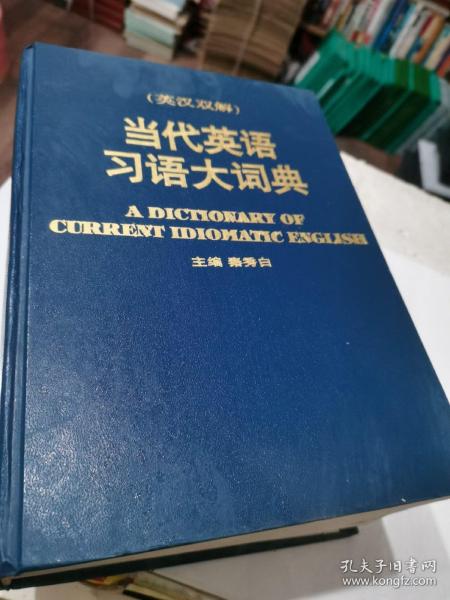 (英汉双解)
当代英语
习语大词典
A DICTIONARY OF
CURRENT IDIOMATIC ENGLISH
主编 秦秀白
孔夫子旧书网
www.kongfz.com